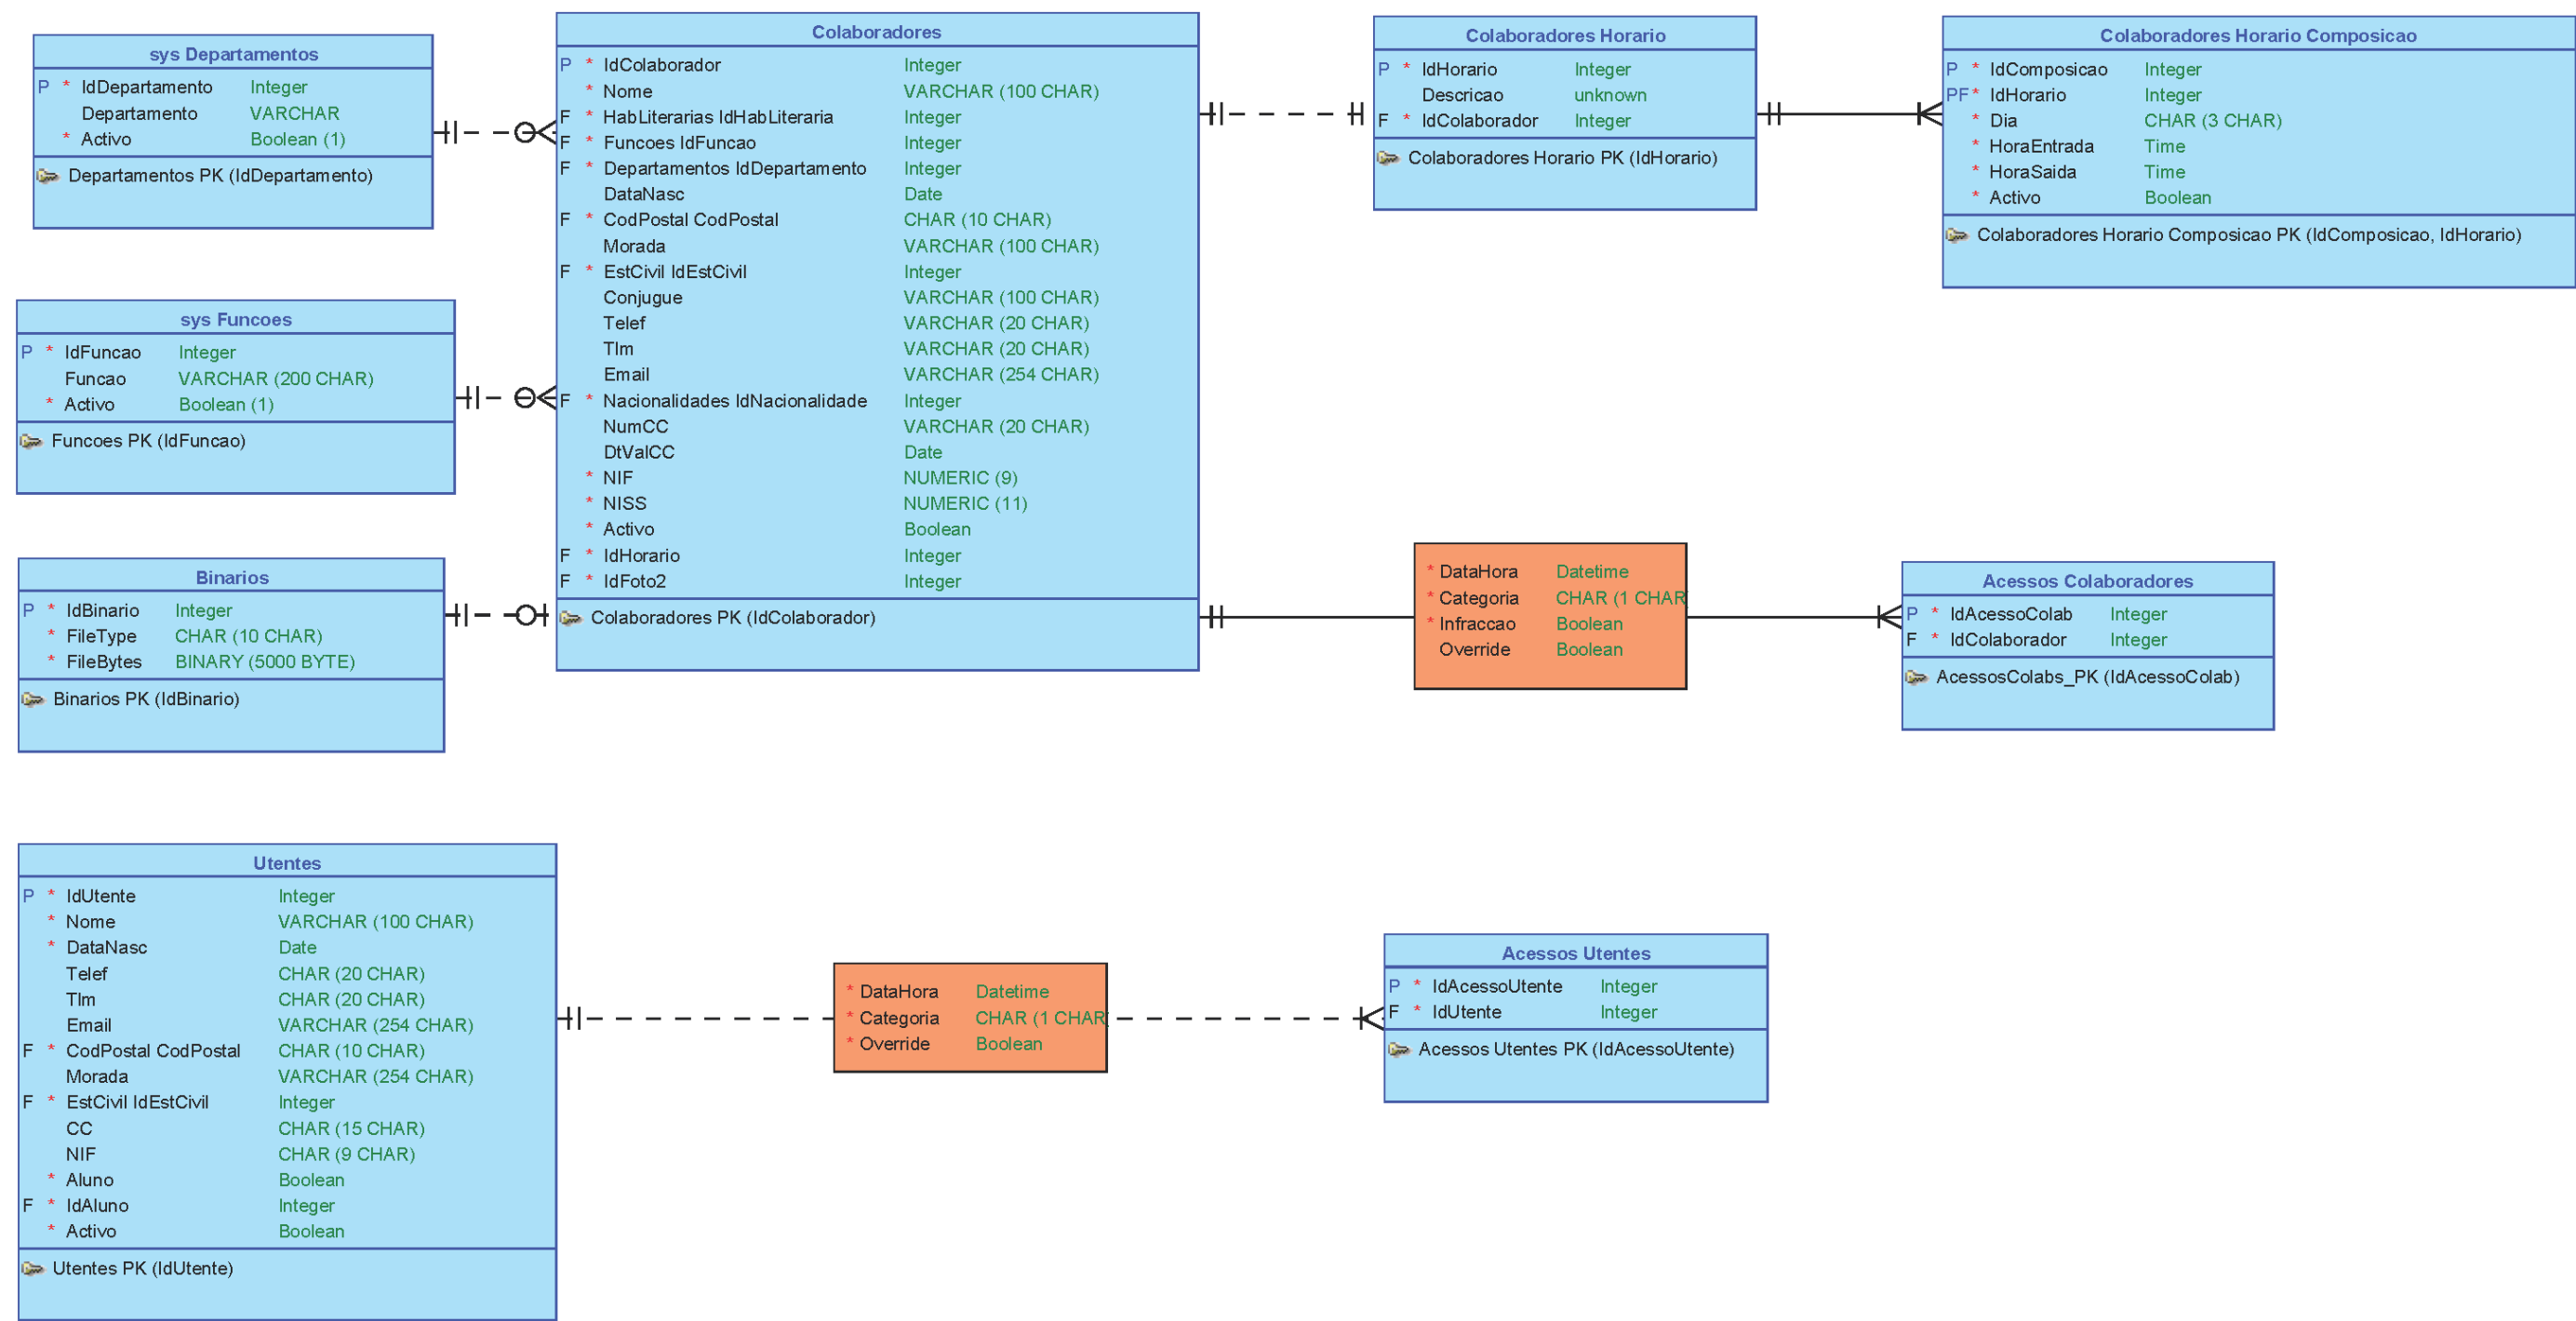 sys Departamentos
P * IdDepartamento Integer
Departamento VARCHAR
* Activo Boolean (1)
Departamentos PK (IdDepartamento)
sys Funcoes
P * IdFuncao Integer
Funcao VARCHAR (200 CHAR)
* Activo Boolean (1)
Funcoes PK (IdFuncao)
Binarios
P * IdBinario Integer
* FileType CHAR (10 CHAR)
* FileBytes BINARY (5000 BYTE)
Binarios PK (IdBinario)
Colaboradores
P * IdColaborador Integer
* Nome VARCHAR (100 CHAR)
F * HabLiterarias IdHabLiteraria Integer
F * Funcoes IdFuncao Integer
F * Departamentos IdDepartamento Integer
DataNasc Date
F * CodPostal CodPostal CHAR (10 CHAR)
Morada VARCHAR (100 CHAR)
F * EstCivil IdEstCivil Integer
Conjugue VARCHAR (100 CHAR)
Telef VARCHAR (20 CHAR)
Tlm VARCHAR (20 CHAR)
Email VARCHAR (254 CHAR)
F * Nacionalidades IdNacionalidade Integer
NumCC VARCHAR (20 CHAR)
DtValCC Date
* NIF NUMERIC (9)
* NISS NUMERIC (11)
* Activo Boolean
F * IdHorario Integer
F * IdFoto2 Integer
Colaboradores PK (IdColaborador)
Colaboradores Horario
P * IdHorario Integer
Descricao unknown
F * IdColaborador Integer
Colaboradores Horario PK (IdHorario)
Colaboradores Horario Composicao
P * IdComposicao Integer
PF * IdHorario Integer
* Dia CHAR (3 CHAR)
* HoraEntrada Time
* HoraSaida Time
* Activo Boolean
Colaboradores Horario Composicao PK (IdComposicao, IdHorario)
* DataHora Datetime
* Categoria CHAR (1 CHAR
* Infraccao Boolean
Override Boolean
Acessos Colaboradores
P * IdAcessoColab Integer
F * IdColaborador Integer
AcessosColabs_PK (IdAcessoColab)
Utentes
P * IdUtente Integer
* Nome VARCHAR (100 CHAR)
* DataNasc Date
Telef CHAR (20 CHAR)
Tlm CHAR (20 CHAR)
Email VARCHAR (254 CHAR)
F * CodPostal CodPostal CHAR (10 CHAR)
Morada VARCHAR (254 CHAR)
F * EstCivil IdEstCivil Integer
CC CHAR (15 CHAR)
NIF CHAR (9 CHAR)
* Aluno Boolean
F * IdAluno Integer
* Activo Boolean
Utentes PK (IdUtente)
* DataHora Datetime
* Categoria CHAR (1 CHAR
* Override Boolean
Acessos Utentes
P * IdAcessoUtente Integer
F * IdUtente Integer
Acessos Utentes PK (IdAcessoUtente)